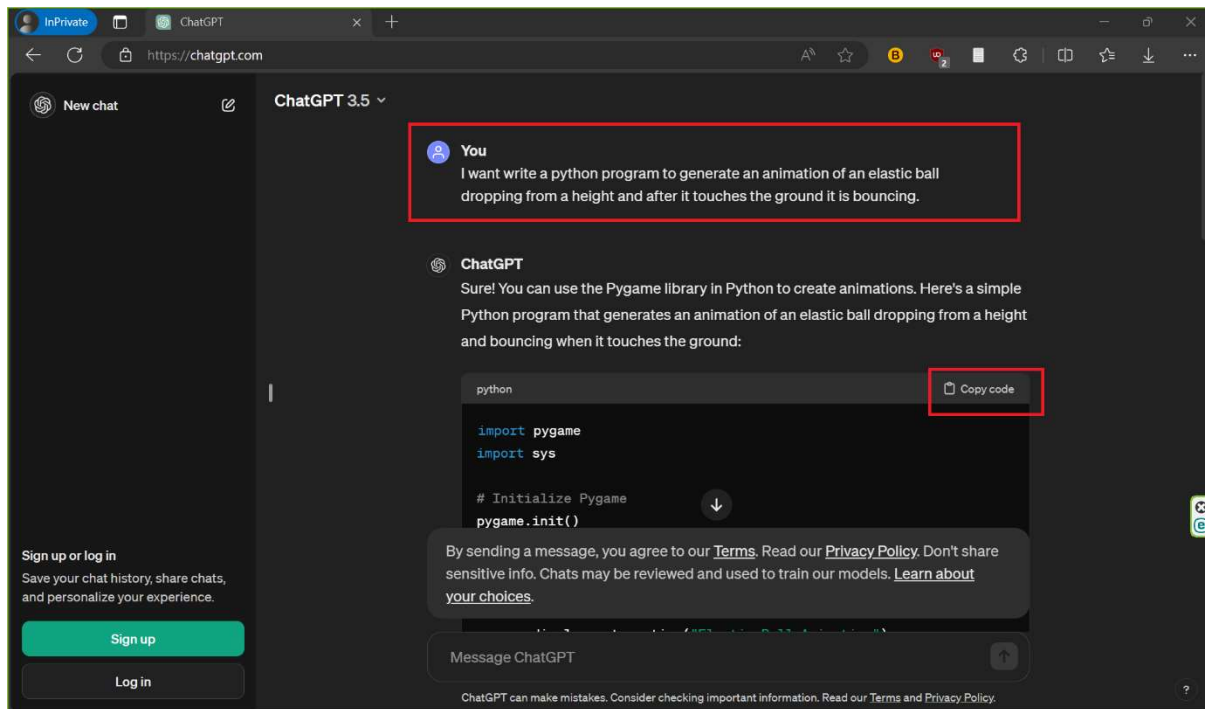 InPrivate
ChatGPT
https://chatgpt.com
2
New chat
ChatGPT 3.5
You
I want write a python program to generate an animation of an elastic ball
dropping from a height and after it touches the ground it is bouncing.
ChatGPT
Sure! You can use the Pygame library in Python to create animations. Here's a simple
Python program that generates an animation of an elastic ball dropping from a height
and bouncing when it touches the ground:
python
Copy code
import pygame
import sys
# Initialize Pygame
pygame.init()
By sending a message, you agree to our Terms. Read our Privacy Policy. Don't share
sensitive info. Chats may be reviewed and used to train our models. Learn about
your choices.
Sign up or log in
Save your chat history, share chats,
and personalize your experience.
Sign up
Log in
Message ChatGPT
ChatGPT can make mistakes. Consider checking important information. Read our Terms and Privacy Policy.
?